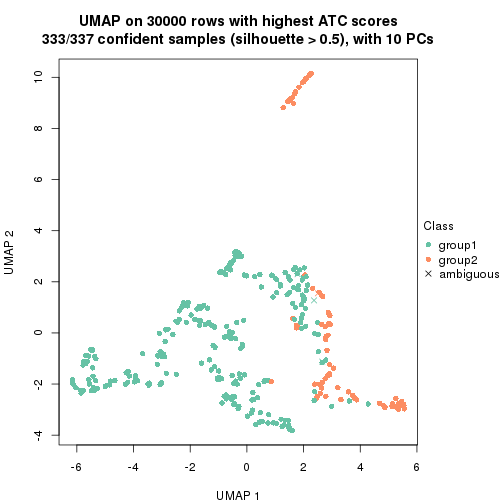 UMAP on 30000 rows with highest ATC scores
333/337 confident samples (silhouette > 0.5), with 10 PCs
10
8
6
4
2
0
-2
-4
UMAP 2
-6
-4
-2
0
2
4
6
UMAP 1
Class
group1
group2
ambiguous